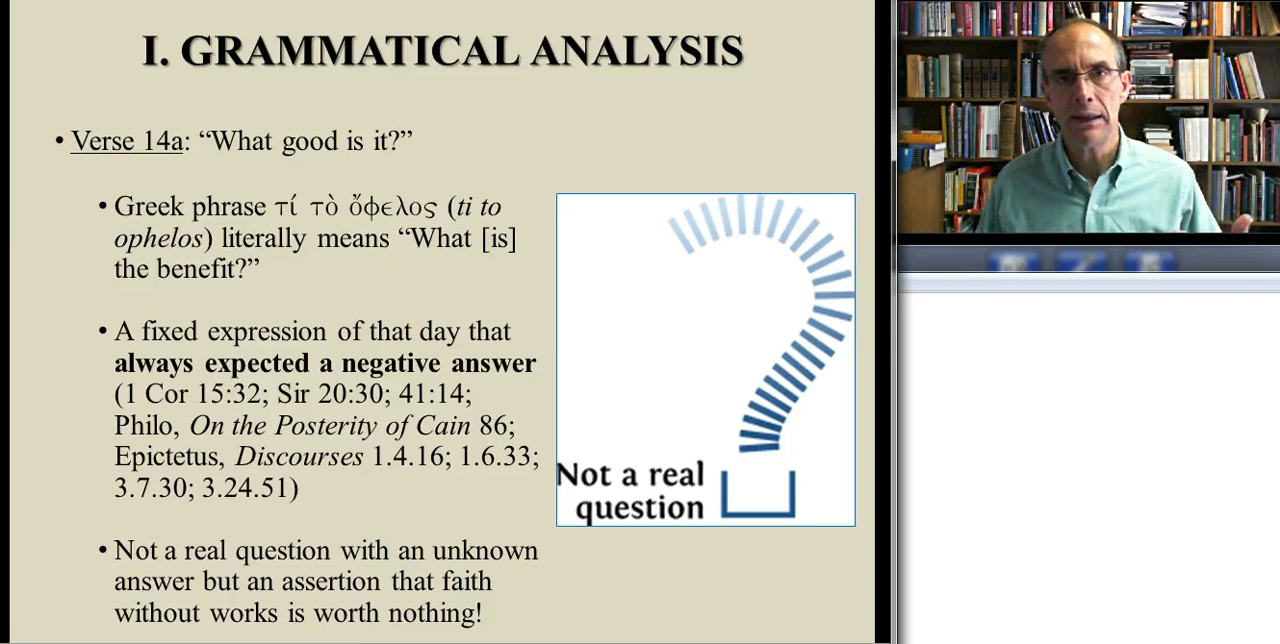 I. GRAMMATICAL ANALYSIS
• Verse 14a: “What good is it?”
• Greek phrase τί τὸ ὄφελος (ti to
ophelos) literally means “What [is]
the benefit?”
• A fixed expression of that day that
always expected a negative answer
(1 Cor 15:32; Sir 20:30; 41:14;
Philo, On the Posterity of Cain 86;
Epictetus, Discourses 1.4.16; 1.6.33;
3.7.30; 3.24.51)
• Not a real question with an unknown
answer but an assertion that faith
without works is worth nothing!
Not a real
question